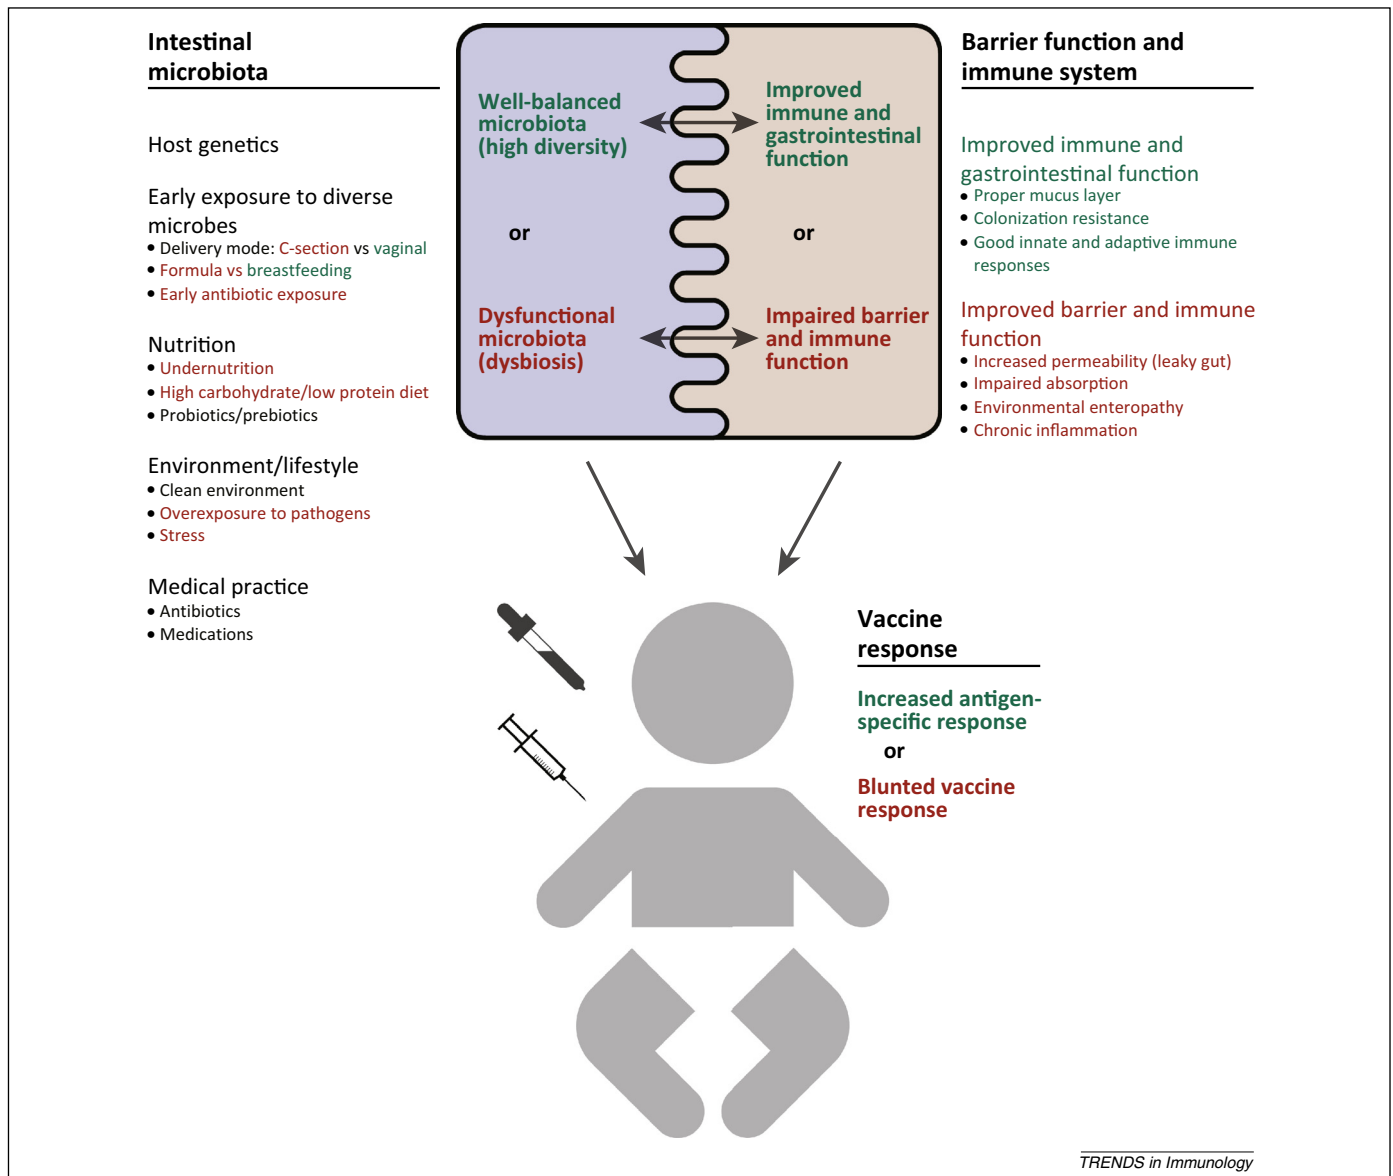 Intestinal
microbiota
Host genetics
Early exposure to diverse
microbes
• Delivery mode: C-section vs vaginal
• Formula vs breastfeeding
• Early antibiotic exposure
Nutrition
• Undernutrition
• High carbohydrate/low protein diet
• Probiotics/prebiotics
Environment/lifestyle
• Clean environment
• Overexposure to pathogens
• Stress
Medical practice
• Antibiotics
• Medications
Well-balanced
microbiota
(high diversity)
or
Dysfunctional
microbiota
(dysbiosis)
Improved
immune and
gastrointestinal
function
or
Impaired barrier
and immune
function
Barrier function and
immune system
Improved immune and
gastrointestinal function
• Proper mucus layer
• Colonization resistance
• Good innate and adaptive immune
responses
Improved barrier and immune
function
• Increased permeability (leaky gut)
• Impaired absorption
• Environmental enteropathy
• Chronic inflammation
Vaccine
response
Increased antigen-
specific response
or
Blunted vaccine
response
TRENDS in Immunology